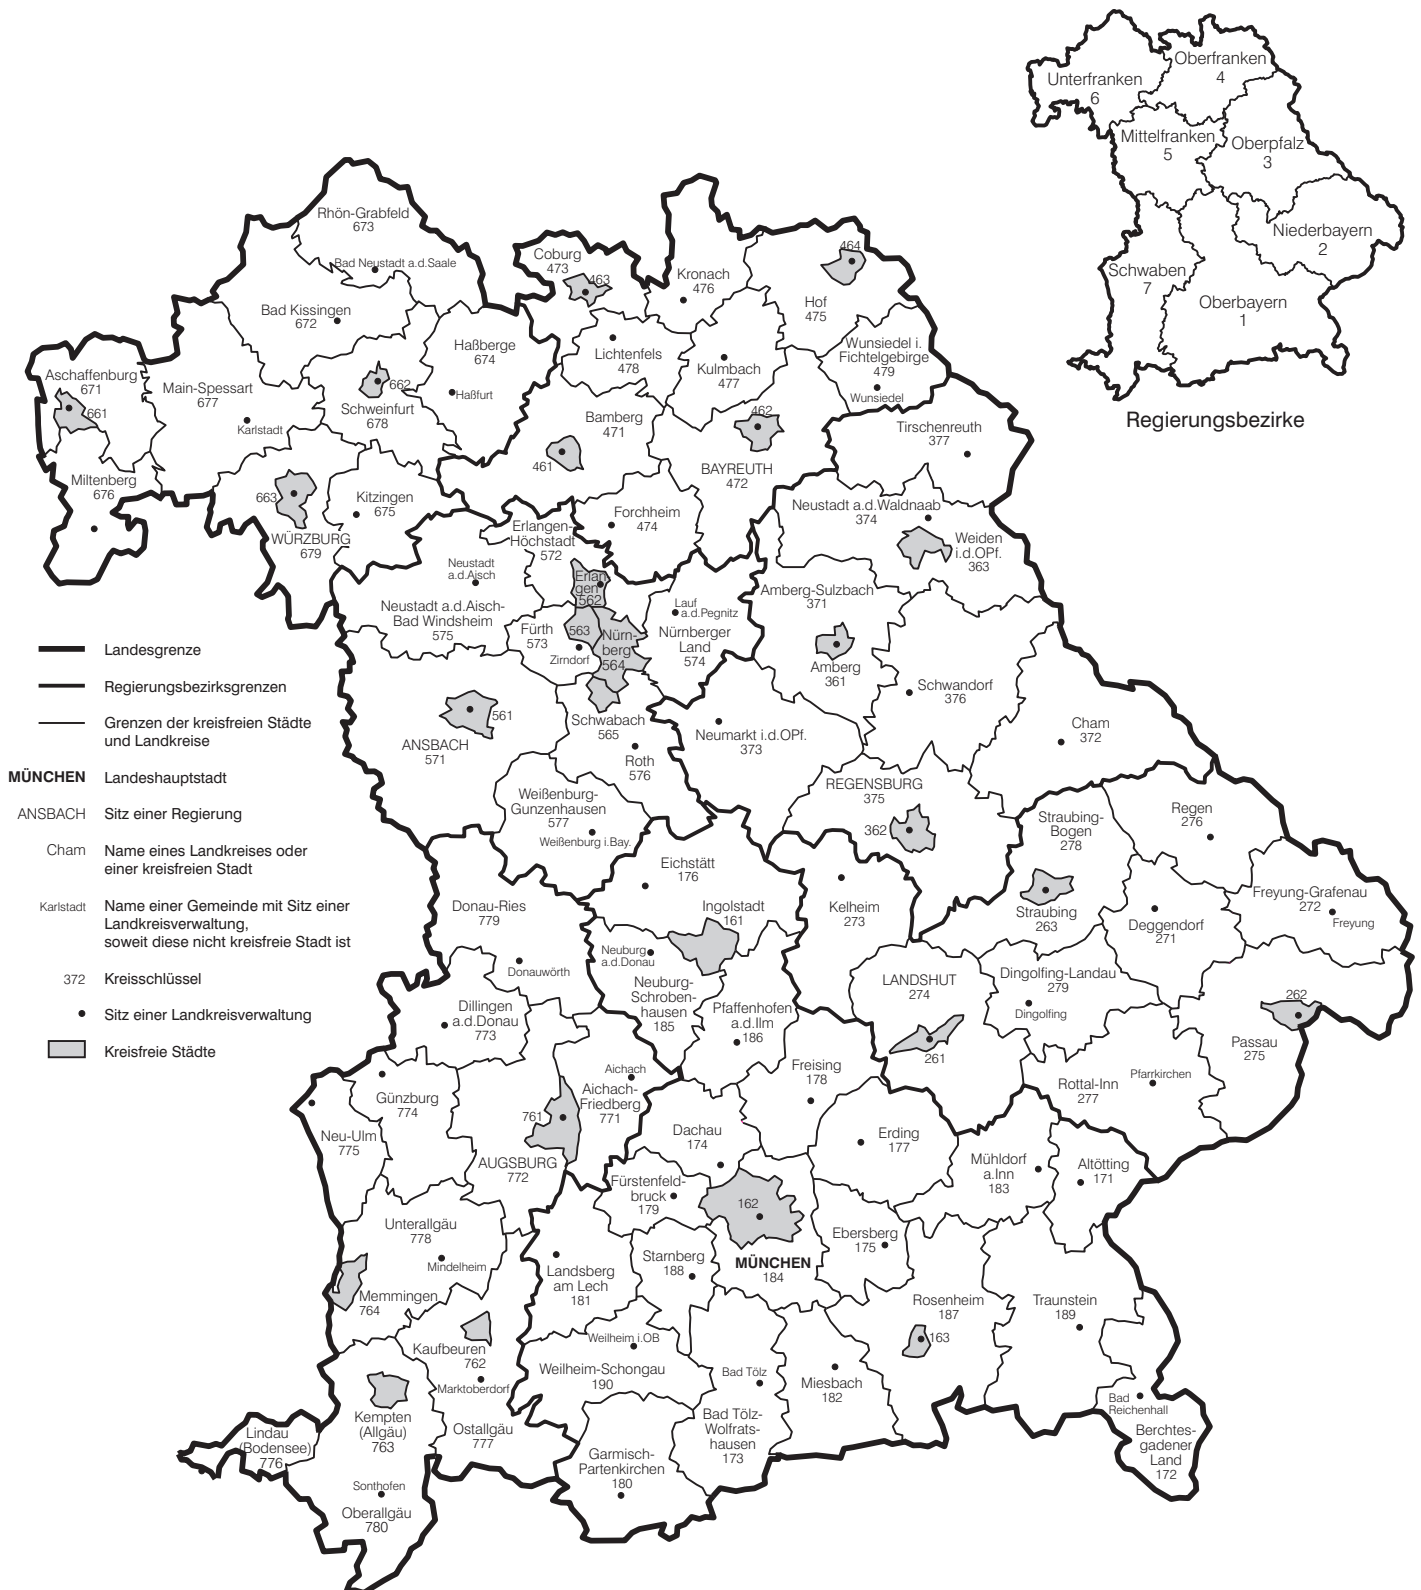 Oberfranken
4
Unterfranken
6
Mittelfranken
5
Oberpfalz
3
Niederbayern
2
Schwaben
7
Oberbayern
1
Regierungsbezirke
Rhön-Grabfeld
673
Bad Neustadt a.d.Saale
Coburg
473
463
Kronach
476
464
Hof
475
Bad Kissingen
672
Haßberge
674
Haßfurt
Lichtenfels
478
Kulmbach
477
Wunsiedel i.
Fichtelgebirge
479
Wunsiedel
Aschaffenburg
671
661
Main-Spessart
677
Karlstadt
662
Schweinfurt
678
Bamberg
471
461
462
BAYREUTH
472
Tirschenreuth
377
Miltenberg
676
663
WÜRZBURG
679
Kitzingen
675
Forchheim
474
Neustadt a.d.Waldnaab
374
Weiden
i.d.OPf.
363
Erlangen-
Höchstadt
572
Neustadt
a.d.Aisch
Neustadt a.d.Aisch-
Bad Windsheim
575
Erlan
gen
562
Fürth
573
563
Zirndorf
Nürn-
berg
564
Lauf
a.d.Pegnitz
Nürnberger
Land
574
Amberg-Sulzbach
371
Amberg
361
Schwandorf
376
Cham
372
561
ANSBACH
571
Schwabach
565
Roth
576
Neumarkt i.d.OPf.
373
Weißenburg-
Gunzenhausen
577
Weißenburg i.Bay.
REGENSBURG
375
362
Straubing-
Bogen
278
Regen
276
Landesgrenze
Regierungsbezirksgrenzen
Grenzen der kreisfreien Städte
und Landkreise
MÜNCHEN Landeshauptstadt
ANSBACH Sitz einer Regierung
Cham Name eines Landkreises oder
einer kreisfreien Stadt
Karlstadt Name einer Gemeinde mit Sitz einer
Landkreisverwaltung,
soweit diese nicht kreisfreie Stadt ist
372 Kreisschlüssel
Sitz einer Landkreisverwaltung
Kreisfreie Städte
Eichstätt
176
Ingolstadt
161
Kelheim
273
Straubing
263
Deggendorf
271
Freyung-Grafenau
272
Freyung
Donau-Ries
779
Donauwörth
Neuburg
a.d.Donau
Neuburg-
Schroben-
hausen
185
Pfaffenhofen
a.d.Ilm
186
LANDSHUT
274
261
Dingolfing-Landau
279
Dingolfing
262
Passau
275
Dillingen
a.d.Donau
773
Aichach
Aichach-
Friedberg
771
Freising
178
Rottal-Inn
277
Pfarrkirchen
Günzburg
774
Neu-Ulm
775
761
AUGSBURG
772
Dachau
174
Erding
177
Mühldorf
a.Inn
183
Altötting
171
Fürstenfeld-
bruck
179
162
MÜNCHEN
184
Ebersberg
175
Unterallgäu
778
Mindelheim
Memmingen
764
Landsberg
am Lech
181
Starnberg
188
Rosenheim
187
163
Traunstein
189
Kaufbeuren
762
Marktoberdorf
Weilheim i.OB
Weilheim-Schongau
190
Bad Tölz
Bad Tölz-
Wolfrats-
hausen
173
Miesbach
182
Bad
Reichenhall
Berchtes-
gadener
Land
172
Lindau
(Bodensee)
776
Kempten
(Allgäu)
763
Ostallgäu
777
Garmisch-
Partenkirchen
180
Sonthofen
Oberallgäu
780